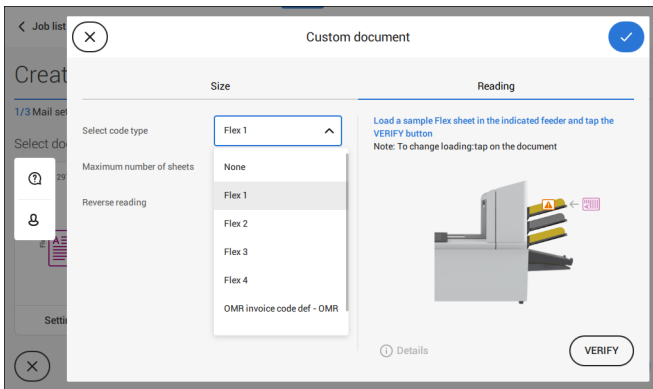 Job list
Custom document
Creat
Size
Reading
1/3 Mail set
Select do
Select code type
Flex 1
Load a sample Flex sheet in the indicated feeder and tap the
VERIFY button
Note: To change loading:tap on the document
Maximum number of sheets
None
29
Reverse reading
Flex 1
Flex 2
Flex 3
Flex 4
OMR invoice code def - OMR
Setti
Details
VERIFY